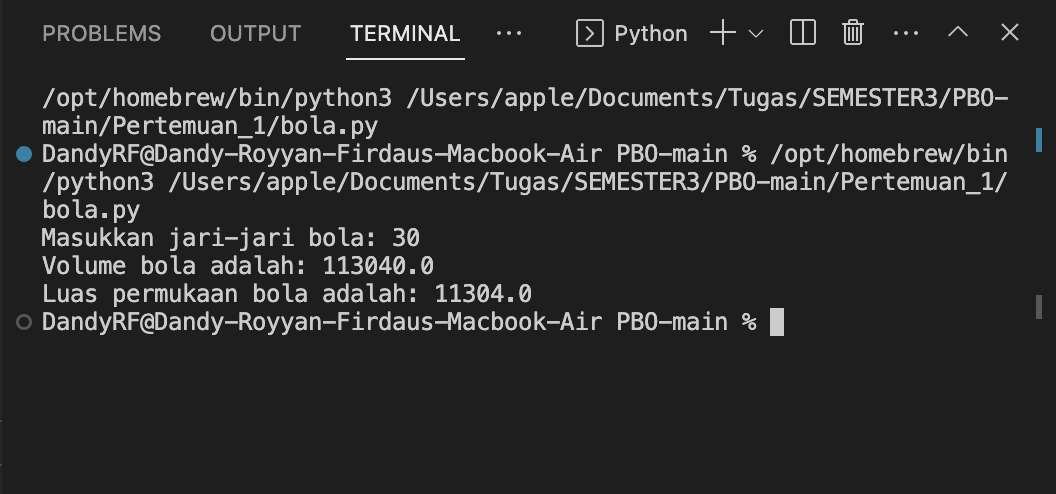 PROBLEMS OUTPUT TERMINAL ··· Python
/opt/homebrew/bin/python3 /Users/apple/Documents/Tugas/SEMESTER3/PBO-
main/Pertemuan_1/bola.py
DandyRF@Dandy-Royyan-Firdaus-Macbook-Air PBO-main % /opt/homebrew/bin
/python3 /Users/apple/Documents/Tugas/SEMESTER3/PBO-main/Pertemuan_1/
bola.py
Masukkan jari-jari bola: 30
Volume bola adalah: 113040.0
Luas permukaan bola adalah: 11304.0
DandyRF@Dandy-Royyan-Firdaus-Macbook-Air PBO-main %